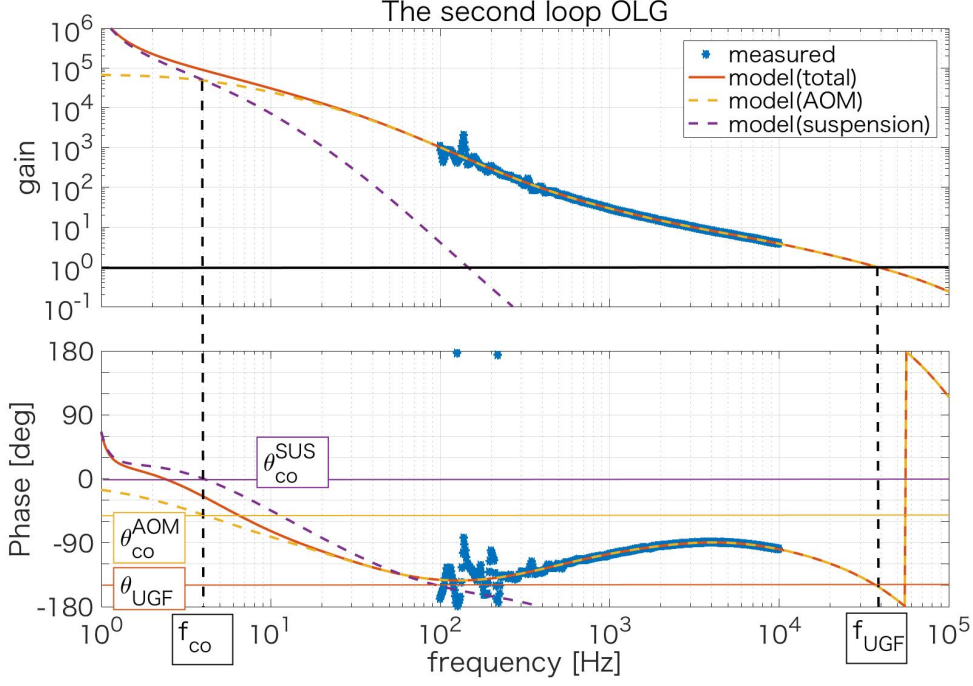 The second loop OLG
gain
10^6
10^5
10^4
10^3
10^2
10^1
10^0
10^-1
measured
model(total)
model(AOM)
model(suspension)
Phase [deg]
180
90
0
-90
-180
θ_co^SUS
θ_co^AOM
θ_UGF
10^0
10^1
10^2
10^3
10^4
10^5
f_co
f_UGF
frequency [Hz]